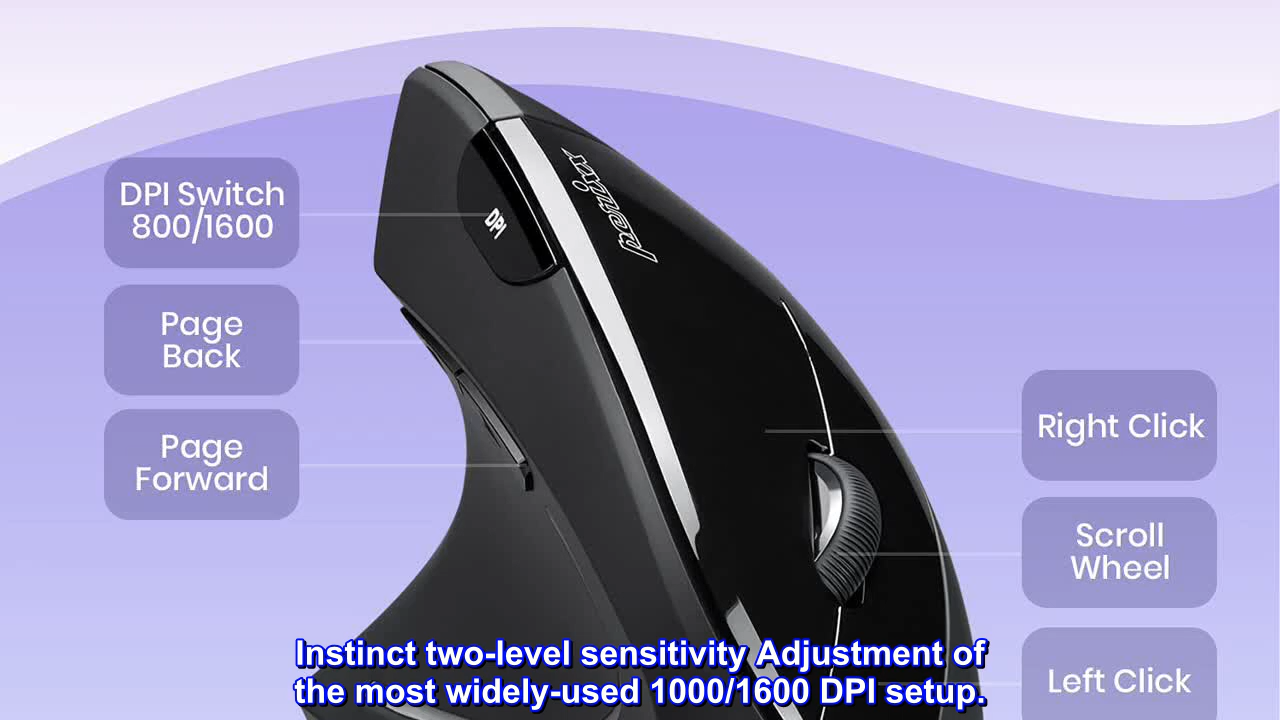 DPI Switch
800/1600
Page
Back
Page
Forward
DPI
perixx
Right Click
Scroll
Wheel
Left Click
Instinct two-level sensitivity Adjustment of
the most widely-used 1000/1600 DPI setup.